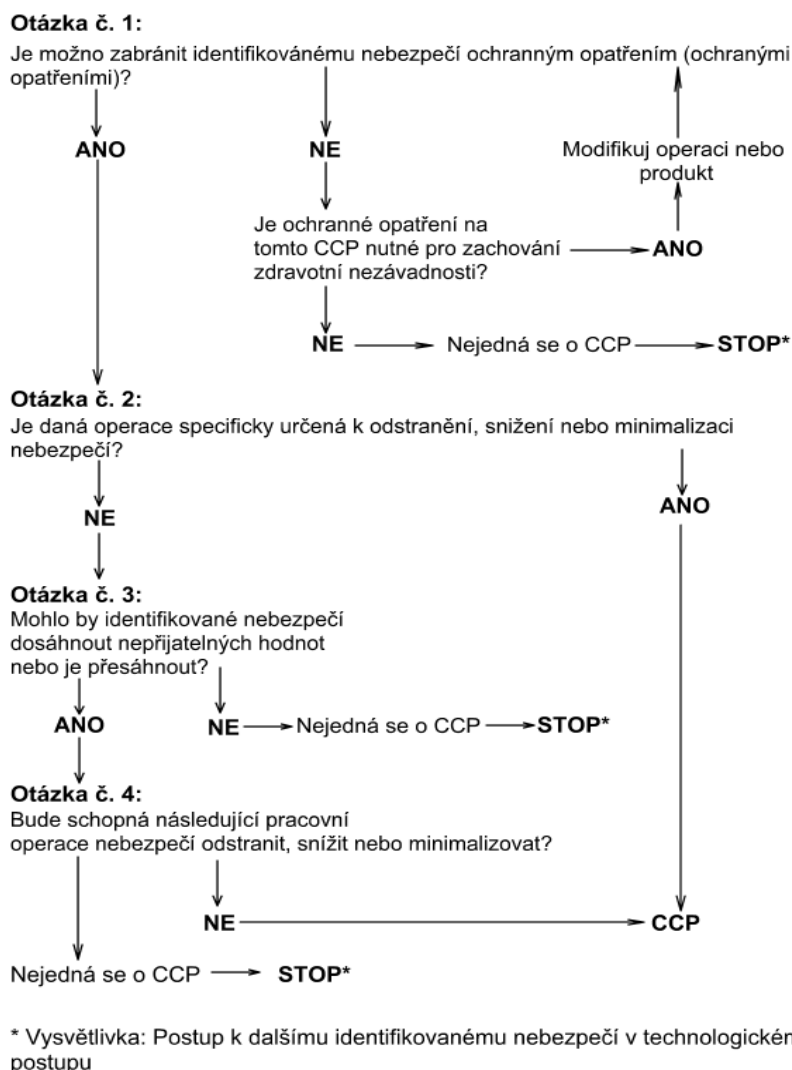 Otázka č. 1:
Je možno zabránit identifikovánému nebezpečí ochranným opatřením (ochranými
opatřeními)?
ANO
NE
Modifikuj operaci nebo
produkt
Je ochranné opatření na
tomto CCP nutné pro zachování
zdravotní nezávadnosti?
ANO
NE
Nejedná se o CCP
STOP*
Otázka č. 2:
Je daná operace specificky určená k odstranění, snižení nebo minimalizaci
nebezpečí?
NE
ANO
Otázka č. 3:
Mohlo by identifikované nebezpečí
dosáhnout nepřijatelných hodnot
nebo je přesáhnout?
ANO
NE
Nejedná se o CCP
STOP*
Otázka č. 4:
Bude schopná následující pracovní
operace nebezpečí odstranit, snížit nebo minimalizovat?
NE
CCP
Nejedná se o CCP
STOP*
* Vysvětlivka: Postup k dalšímu identifikovanému nebezpečí v technologickém
postupu